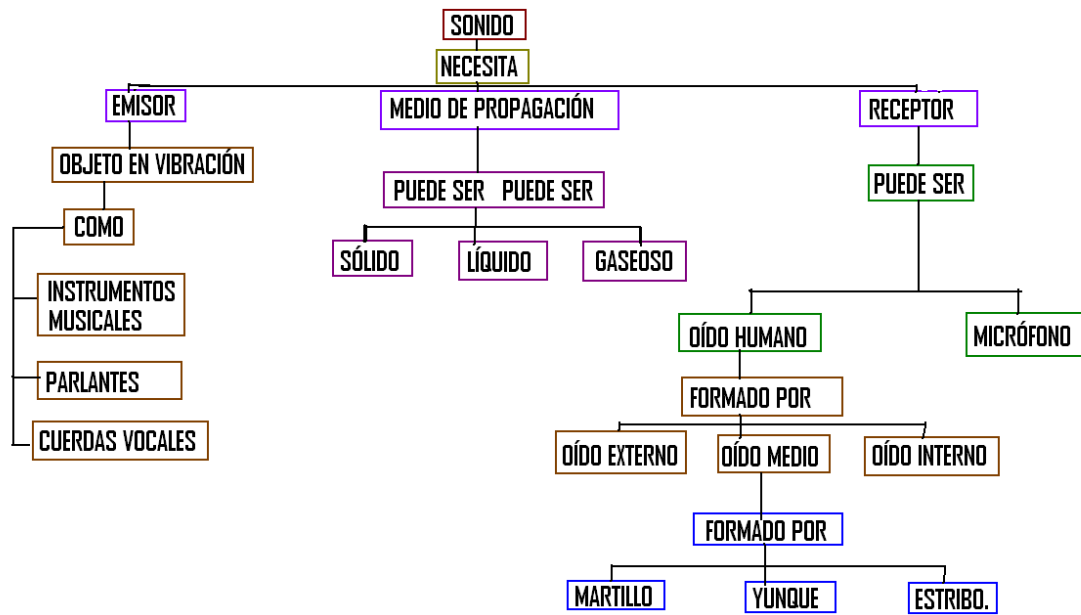 SONIDO
NECESITA
EMISOR
MEDIO DE PROPAGACIÓN
RECEPTOR
OBJETO EN VIBRACIÓN
PUEDE SER PUEDE SER
PUEDE SER
COMO
SÓLIDO
LÍQUIDO
GASEOSO
INSTRUMENTOS
MUSICALES
OÍDO HUMANO
MICRÓFONO
PARLANTES
FORMADO POR
CUERDAS VOCALES
OÍDO EXTERNO
OÍDO MEDIO
OÍDO INTERNO
FORMADO POR
MARTILLO
YUNQUE
ESTRIBO.